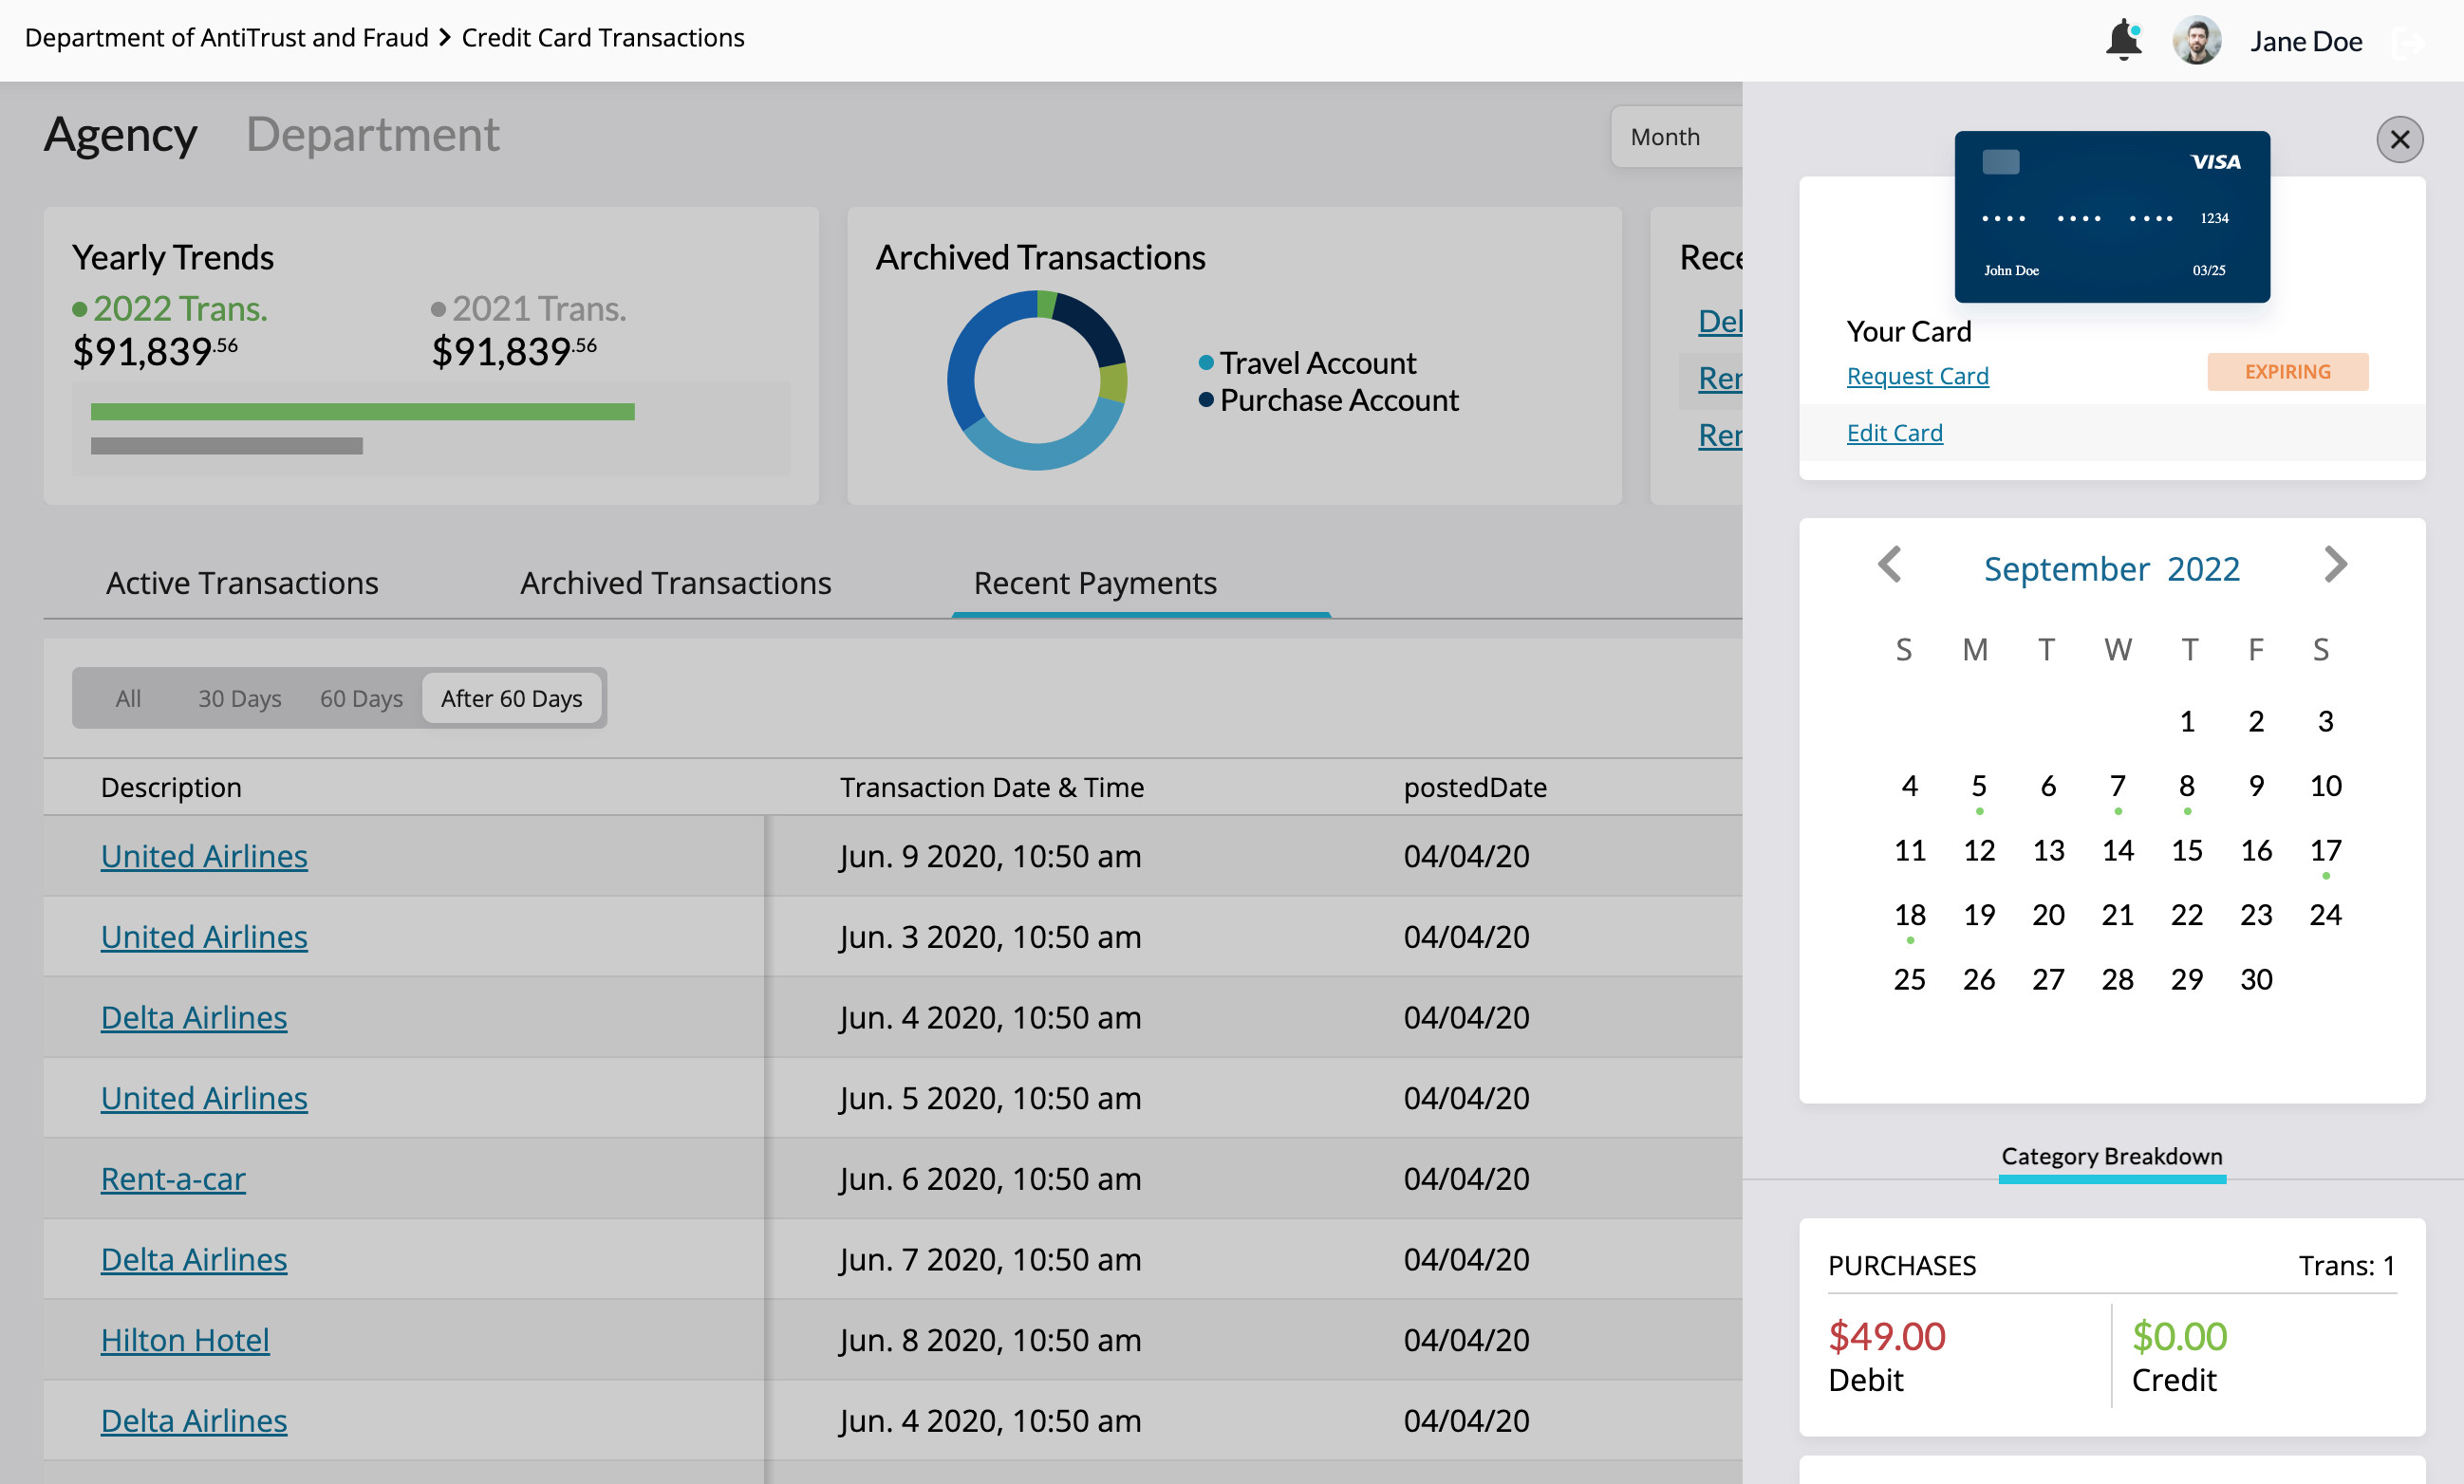 Department of AntiTrust and Fraud > Credit Card Transactions
Jane Doe
Agency Department
Month
Yearly Trends
2022 Trans. 2021 Trans.
$91,839.56 $91,839.56
Archived Transactions
Travel Account
Purchase Account
VISA
•••• •••• •••• 1234
John Doe 03/25
Your Card
Request Card
EXPIRING
Edit Card
Active Transactions Archived Transactions Recent Payments
All 30 Days 60 Days After 60 Days
Description Transaction Date & Time postedDate
United Airlines Jun. 9 2020, 10:50 am 04/04/20
United Airlines Jun. 3 2020, 10:50 am 04/04/20
Delta Airlines Jun. 4 2020, 10:50 am 04/04/20
United Airlines Jun. 5 2020, 10:50 am 04/04/20
Rent-a-car Jun. 6 2020, 10:50 am 04/04/20
Delta Airlines Jun. 7 2020, 10:50 am 04/04/20
Hilton Hotel Jun. 8 2020, 10:50 am 04/04/20
Delta Airlines Jun. 4 2020, 10:50 am 04/04/20
September 2022
S M T W T F S
1 2 3
4 5 6 7 8 9 10
11 12 13 14 15 16 17
18 19 20 21 22 23 24
25 26 27 28 29 30
Category Breakdown
PURCHASES Trans: 1
$49.00 $0.00
Debit Credit